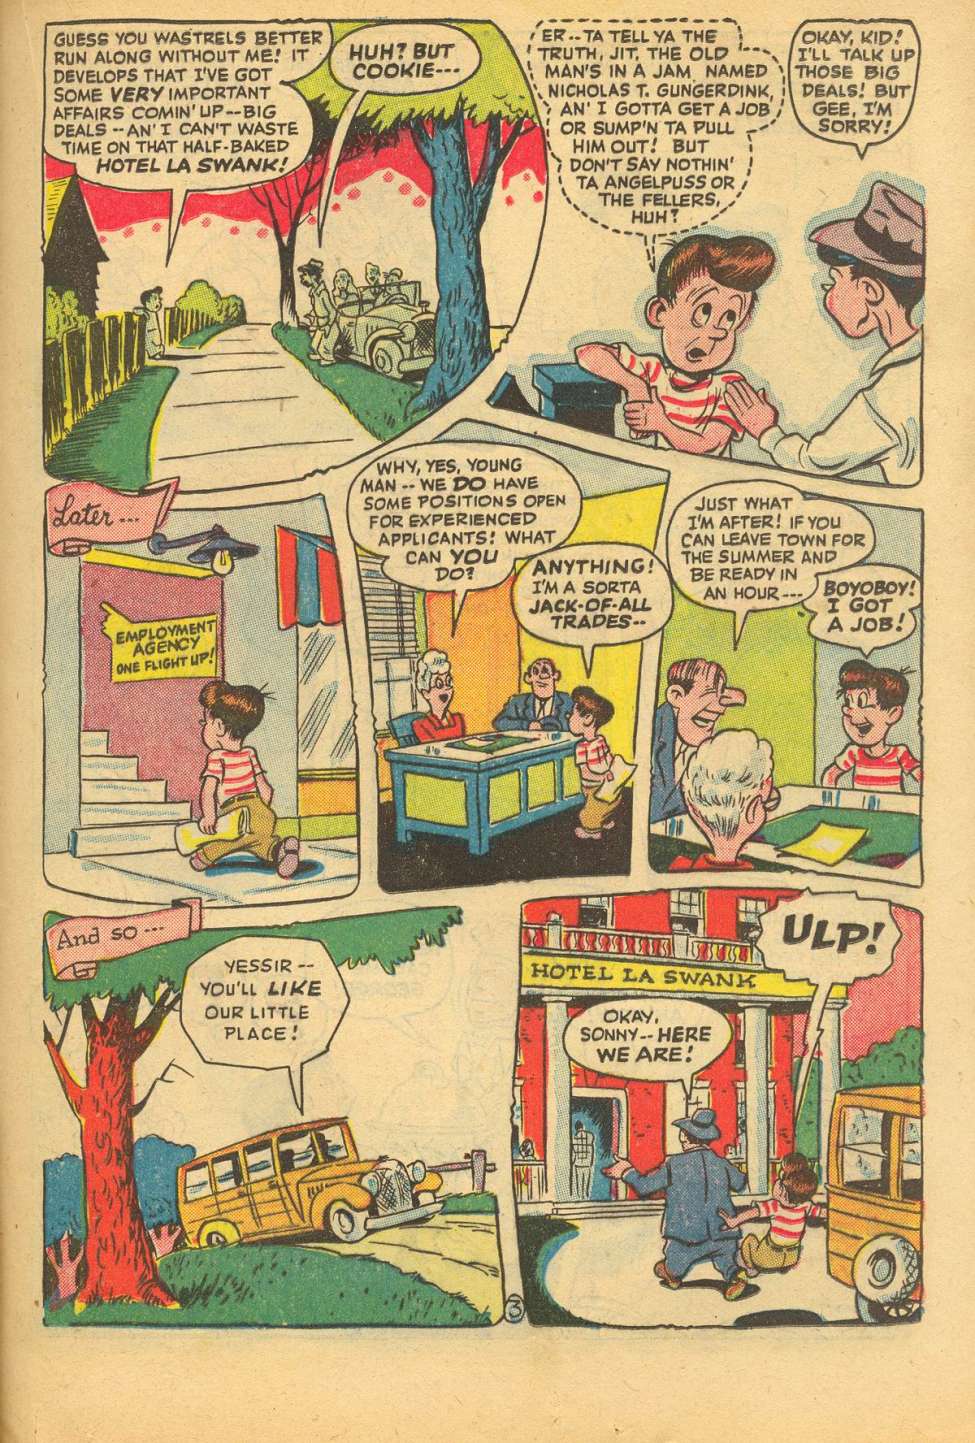 GUESS YOU WASTRELS BETTER
RUN ALONG WITHOUT ME! IT
DEVELOPS THAT I'VE GOT
SOME VERY IMPORTANT
AFFAIRS COMIN' UP--BIG
DEALS--AN' I CAN'T WASTE
TIME ON THAT HALF-BAKED
HOTEL LA SWANK!
HUH? BUT
COOKIE---
ER--TA TELL YA THE
TRUTH, JIT, THE OLD
MAN'S IN A JAM NAMED
NICHOLAS T. GUNGERDINK,
AN' I GOTTA GET A JOB
OR SUMP'N TA PULL
HIM OUT! BUT
DON'T SAY NOTHIN'
TA ANGELPUSS OR
THE FELLERS,
HUH?
OKAY, KID!
I'LL TALK UP
THOSE BIG
DEALS! BUT
GEE, I'M
SORRY!
Later ...
EMPLOYMENT
AGENCY
ONE FLIGHT UP!
WHY, YES, YOUNG
MAN--WE DO HAVE
SOME POSITIONS OPEN
FOR EXPERIENCED
APPLICANTS! WHAT
CAN YOU
DO?
ANYTHING!
I'M A SORTA
JACK-OF-ALL
TRADES--
JUST WHAT
I'M AFTER! IF YOU
CAN LEAVE TOWN FOR
THE SUMMER AND
BE READY IN
AN HOUR---
BOYOBOY!
I GOT
A JOB!
And so ---
YESSIR--
YOU'LL LIKE
OUR LITTLE
PLACE!
3
HOTEL LA SWANK
ULP!
OKAY,
SONNY--HERE
WE ARE!